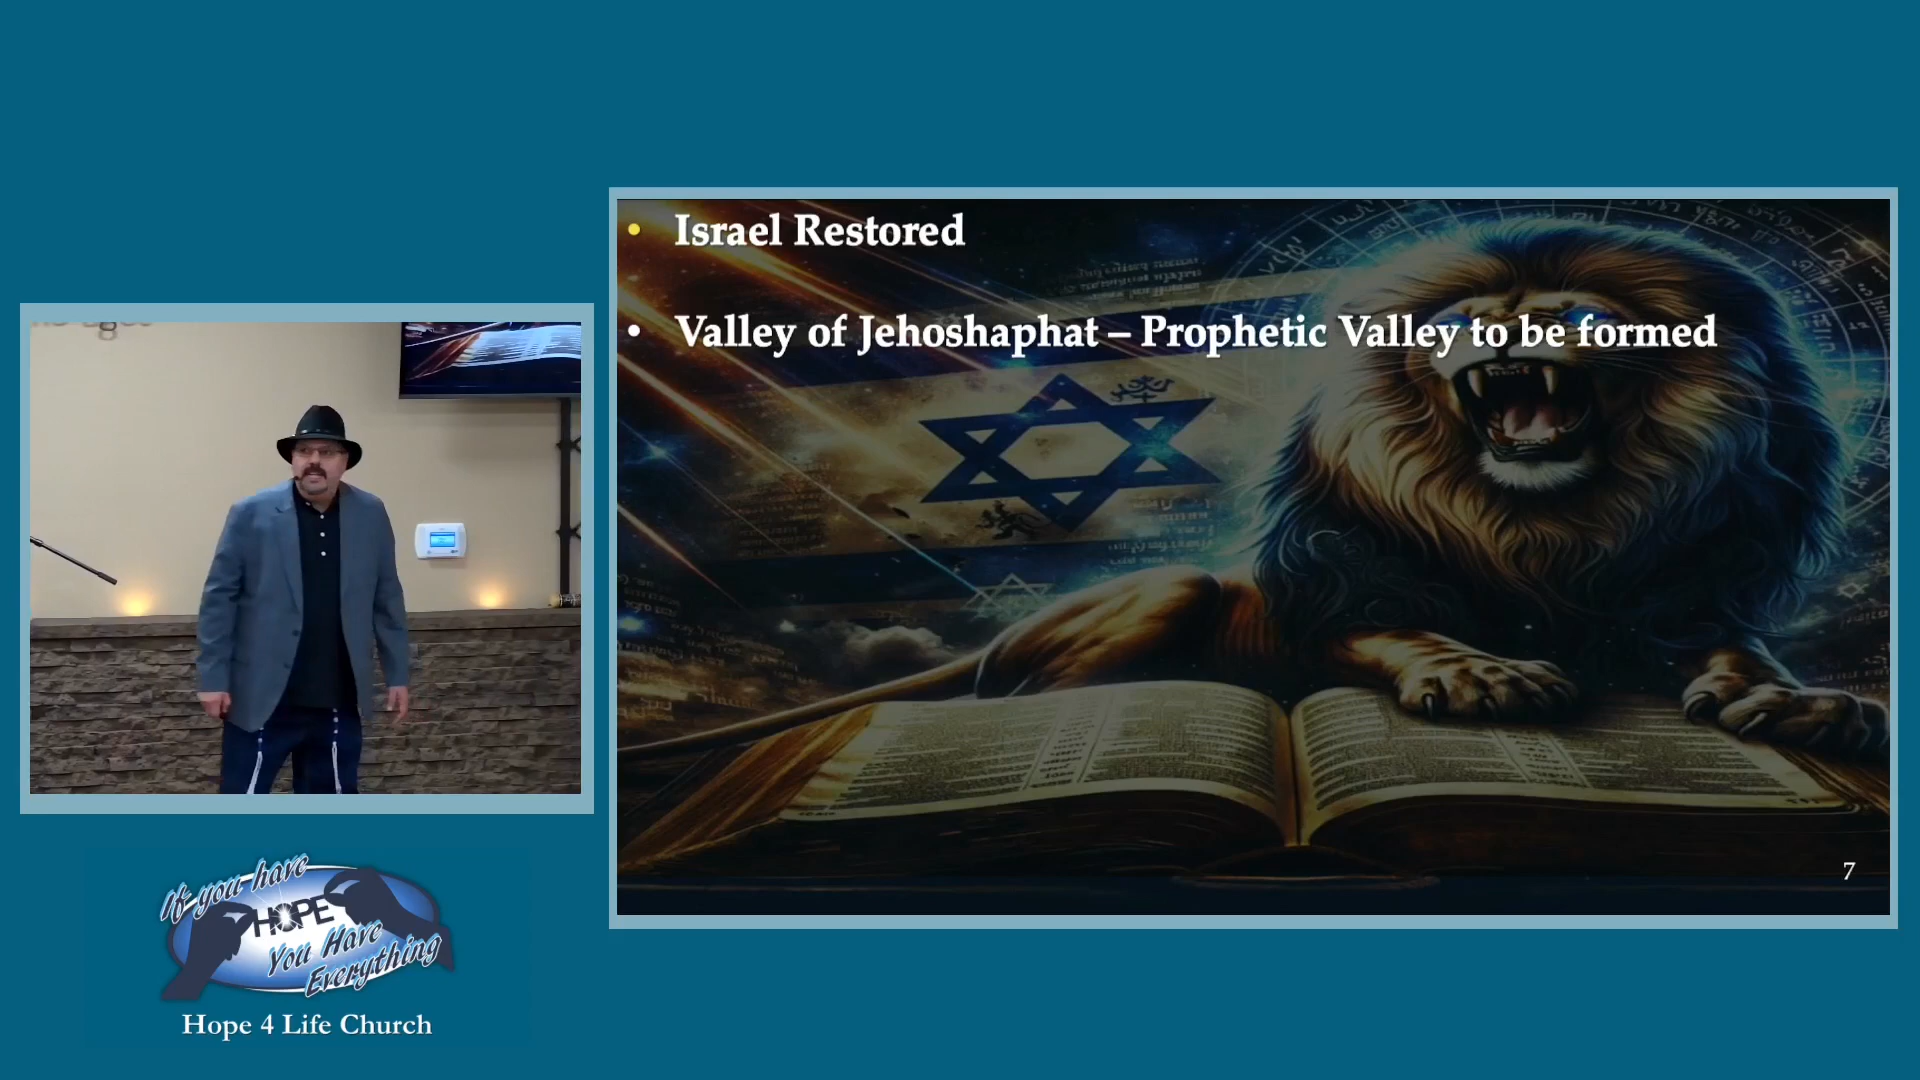 • Israel Restored
• Valley of Jehoshaphat – Prophetic Valley to be formed
7
If you have
HOPE
You Have
Everything
Hope 4 Life Church